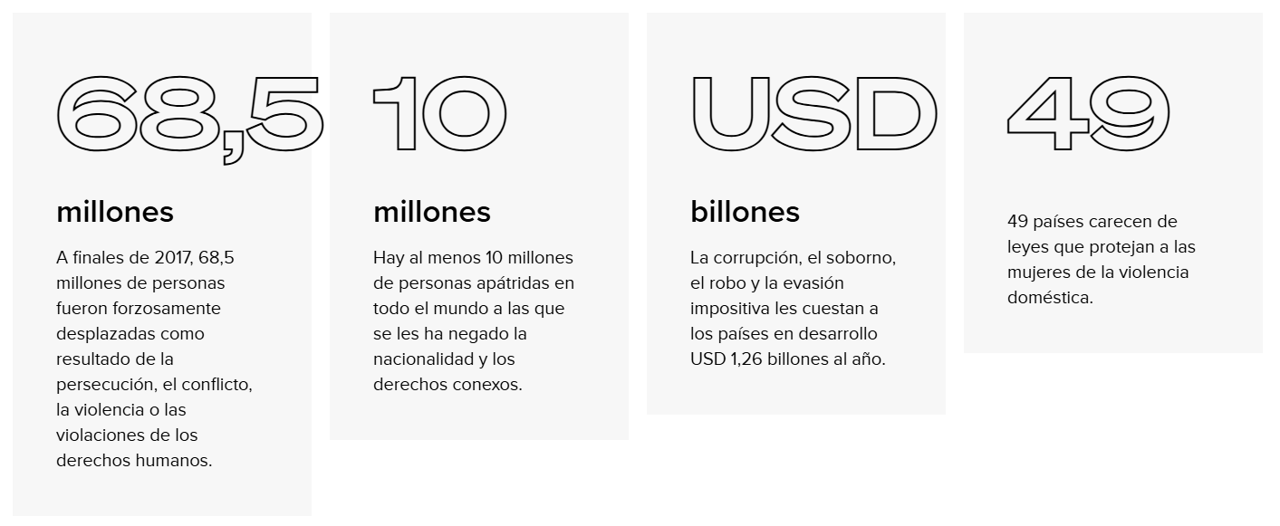 68,5
millones
A finales de 2017, 68,5
millones de personas
fueron forzosamente
desplazadas como
resultado de la
persecución, el conflicto,
la violencia o las
violaciones de los
derechos humanos.
10
millones
Hay al menos 10 millones
de personas apátridas en
todo el mundo a las que
se les ha negado la
nacionalidad y los
derechos conexos.
USD
billones
La corrupción, el soborno,
el robo y la evasión
impositiva les cuestan a
los países en desarrollo
USD 1,26 billones al año.
49
49 países carecen de
leyes que protejan a las
mujeres de la violencia
doméstica.